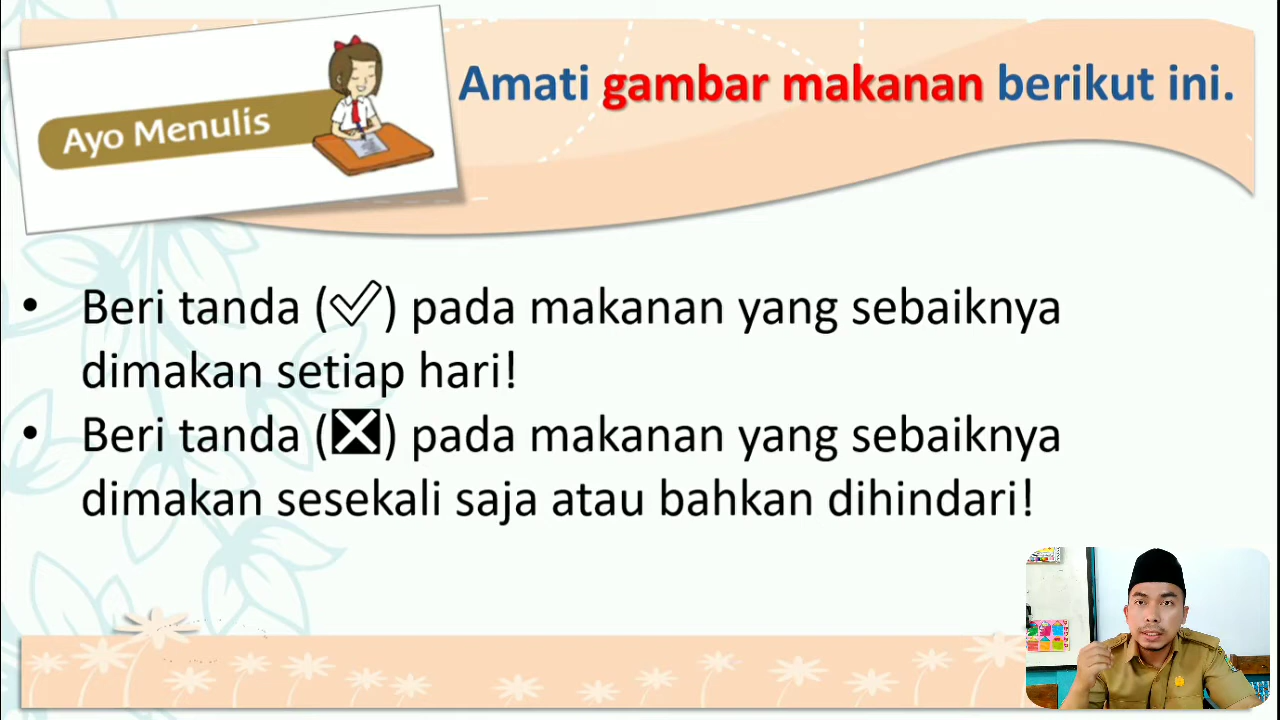 Ayo Menulis
Amati gambar makanan berikut ini.
• Beri tanda (✓) pada makanan yang sebaiknya
dimakan setiap hari!
• Beri tanda (❎) pada makanan yang sebaiknya
dimakan sesekali saja atau bahkan dihindari!